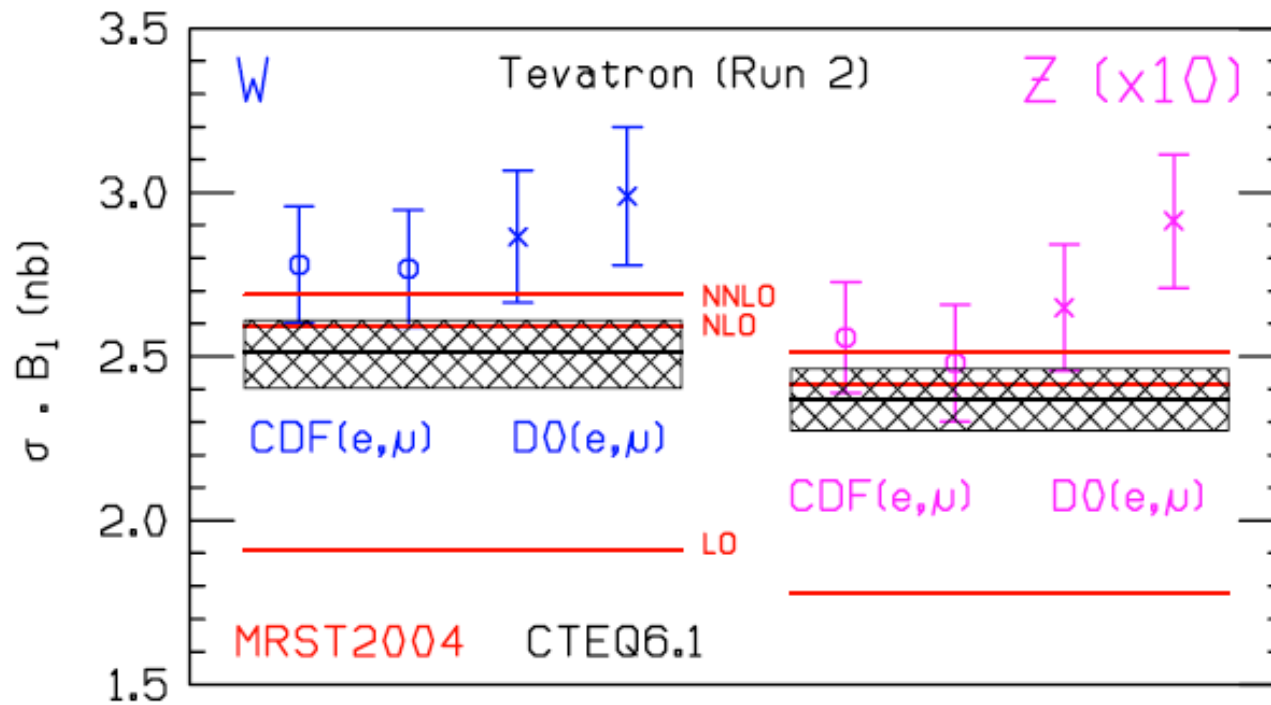 3.5
W Tevatron (Run 2) Z (x10)
3.0
σ . B_l (nb)
NNLO
NLO
2.5
CDF(e,μ) D0(e,μ)
CDF(e,μ) D0(e,μ)
2.0
LO
MRST2004 CTEQ6.1
1.5